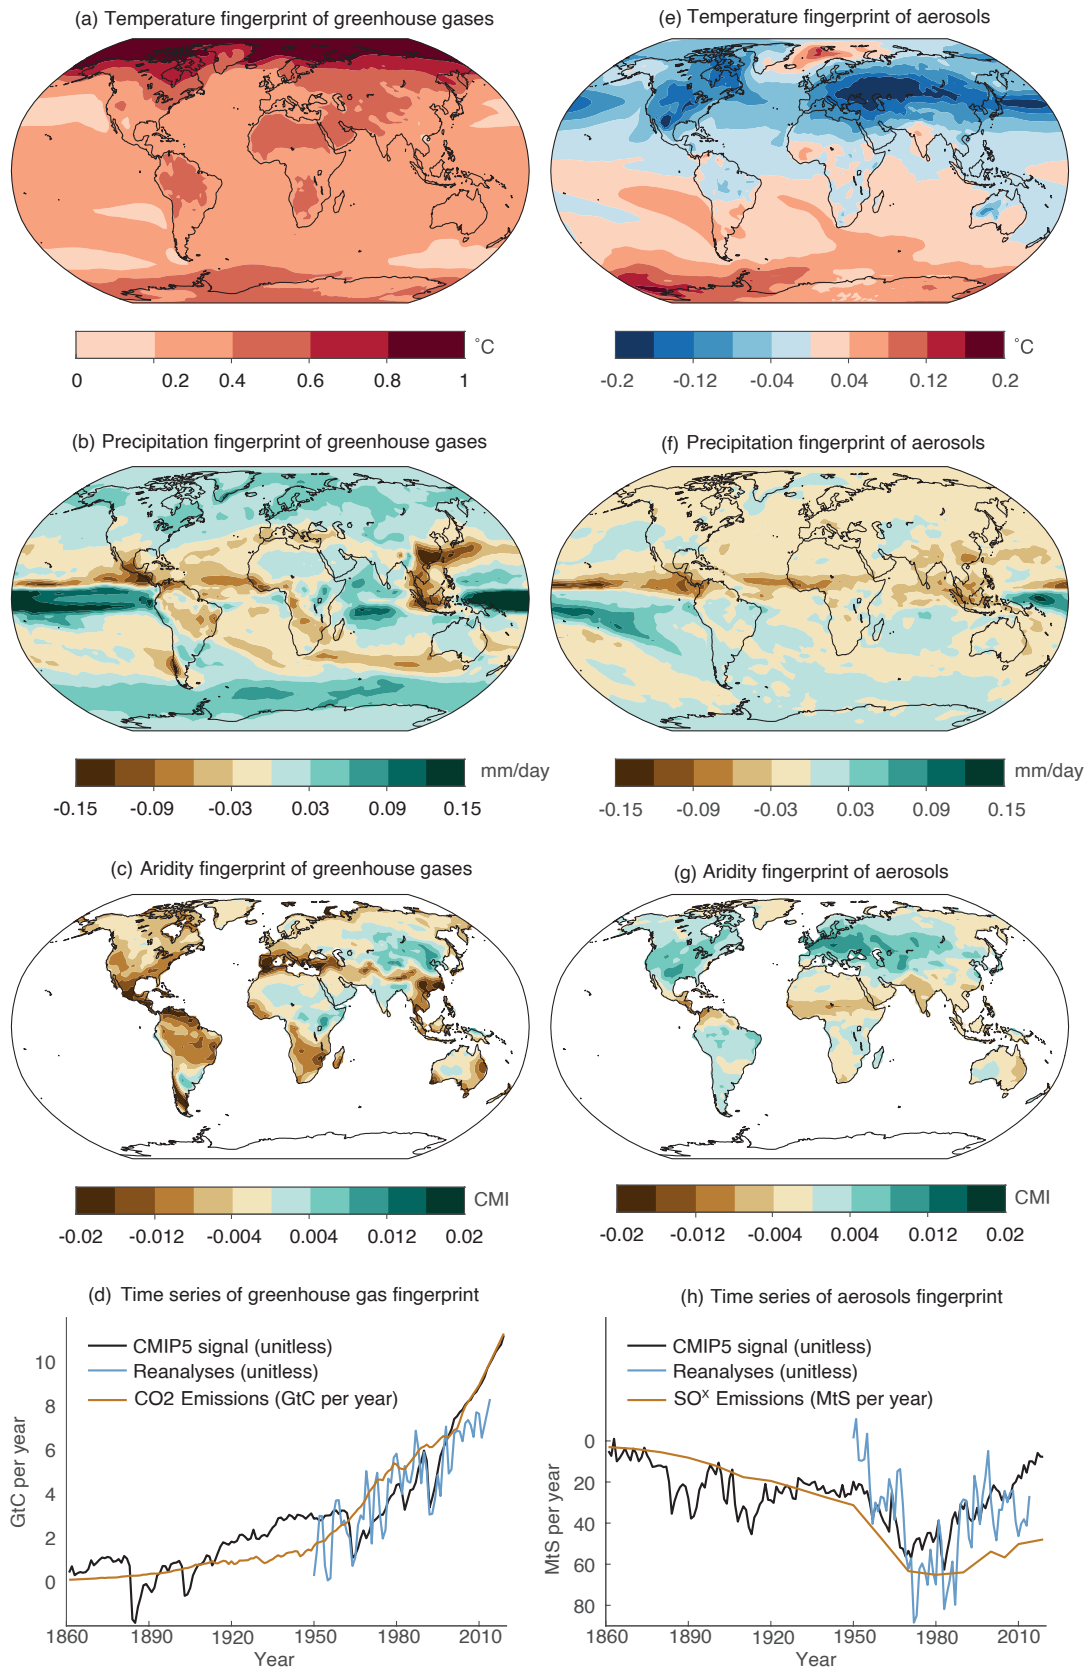 (a) Temperature fingerprint of greenhouse gases
(e) Temperature fingerprint of aerosols
0 0.2 0.4 0.6 0.8 1 ˚C
-0.2 -0.12 -0.04 0.04 0.12 0.2 ˚C
(b) Precipitation fingerprint of greenhouse gases
(f) Precipitation fingerprint of aerosols
-0.15 -0.09 -0.03 0.03 0.09 0.15 mm/day
-0.15 -0.09 -0.03 0.03 0.09 0.15 mm/day
(c) Aridity fingerprint of greenhouse gases
(g) Aridity fingerprint of aerosols
-0.02 -0.012 -0.004 0.004 0.012 0.02 CMI
-0.02 -0.012 -0.004 0.004 0.012 0.02 CMI
(d) Time series of greenhouse gas fingerprint
CMIP5 signal (unitless)
Reanalyses (unitless)
CO2 Emissions (GtC per year)
GtC per year
10
8
6
4
2
0
1860 1890 1920 1950 1980 2010
Year
(h) Time series of aerosols fingerprint
CMIP5 signal (unitless)
Reanalyses (unitless)
SOˣ Emissions (MtS per year)
MtS per year
0
20
40
60
80
1860 1890 1920 1950 1980 2010
Year